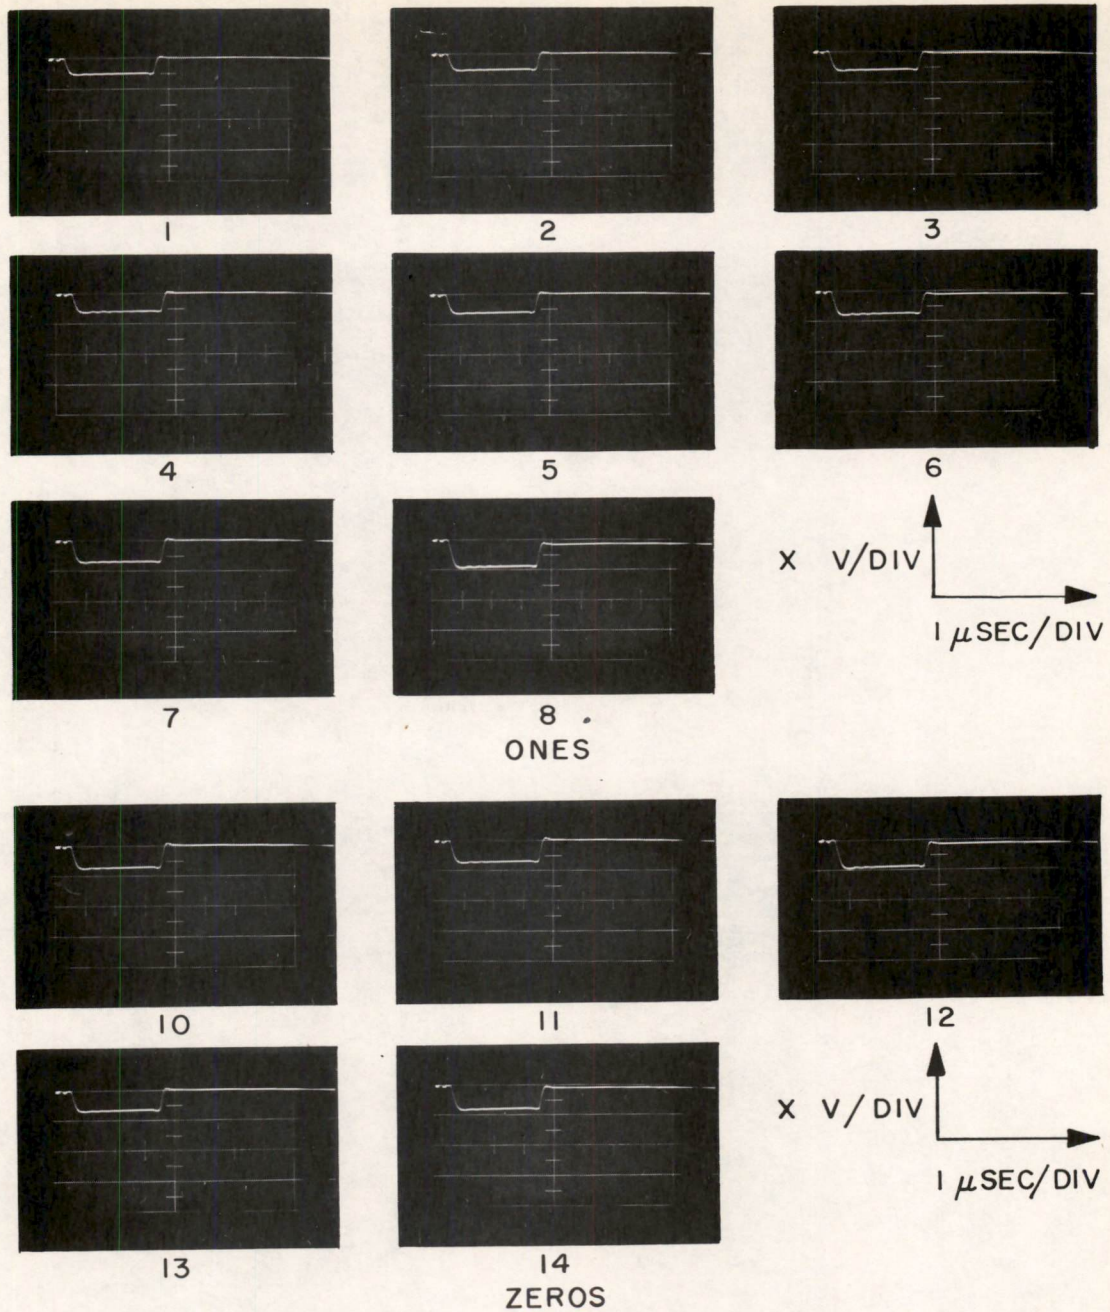 1 2 3
4 5 6
X V/DIV
1 μSEC/DIV
7 8
ONES
10 11 12
X V/DIV
1 μSEC/DIV
13 14
ZEROS